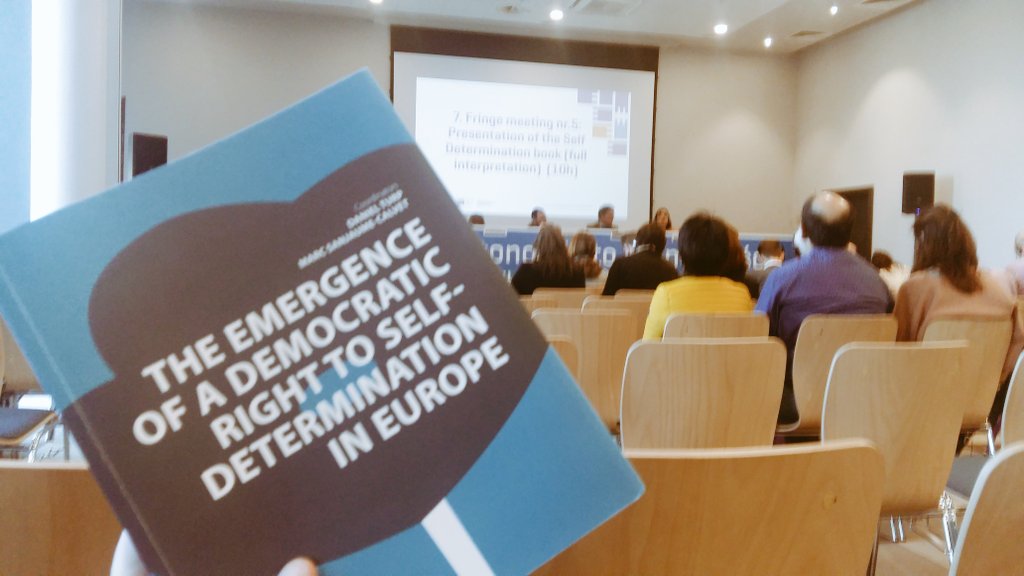 Coordinators
DANIEL TURP
MARC SANJAUME-CALVET
THE EMERGENCE
OF A DEMOCRATIC
RIGHT TO SELF-
DETERMINATION
IN EUROPE
7. Fringe meeting nr.5:
Presentation of the Self
Determination book (full
interpretation) (10h)